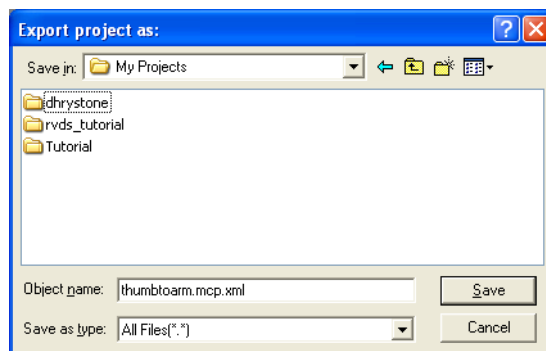 Export project as:
Save in: My Projects
dhrystone
rvds_tutorial
Tutorial
Object name: thumbtoarm.mcp.xml Save
Save as type: All Files(*.*) Cancel